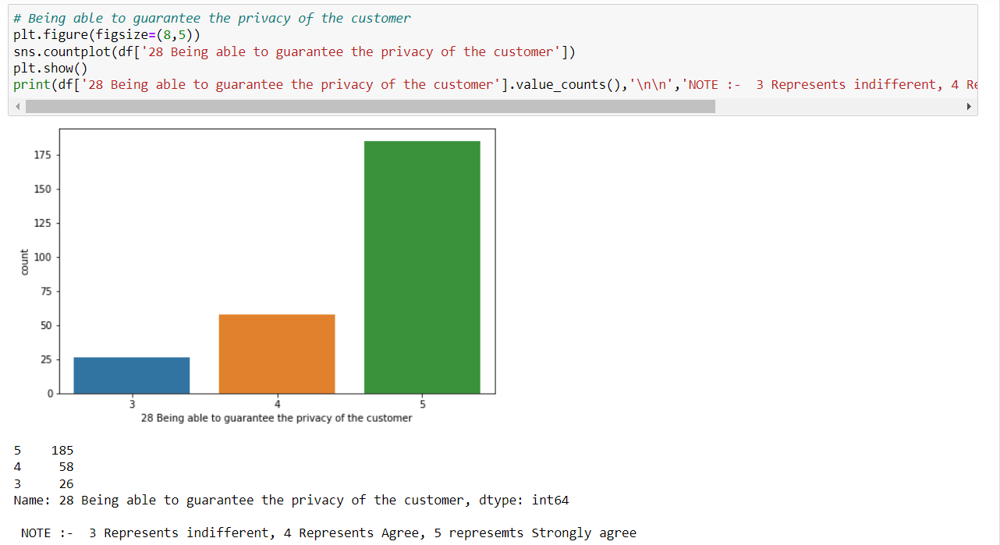 # Being able to guarantee the privacy of the customer
plt.figure(figsize=(8,5))
sns.countplot(df['28 Being able to guarantee the privacy of the customer'])
plt.show()
print(df['28 Being able to guarantee the privacy of the customer'].value_counts(),'\n\n','NOTE :-  3 Represents indifferent, 4 Re
175
150
125
100
75
50
25
0
count
3 4 5
28 Being able to guarantee the privacy of the customer
5    185
4     58
3     26
Name: 28 Being able to guarantee the privacy of the customer, dtype: int64
NOTE :-  3 Represents indifferent, 4 Represents Agree, 5 represemts Strongly agree